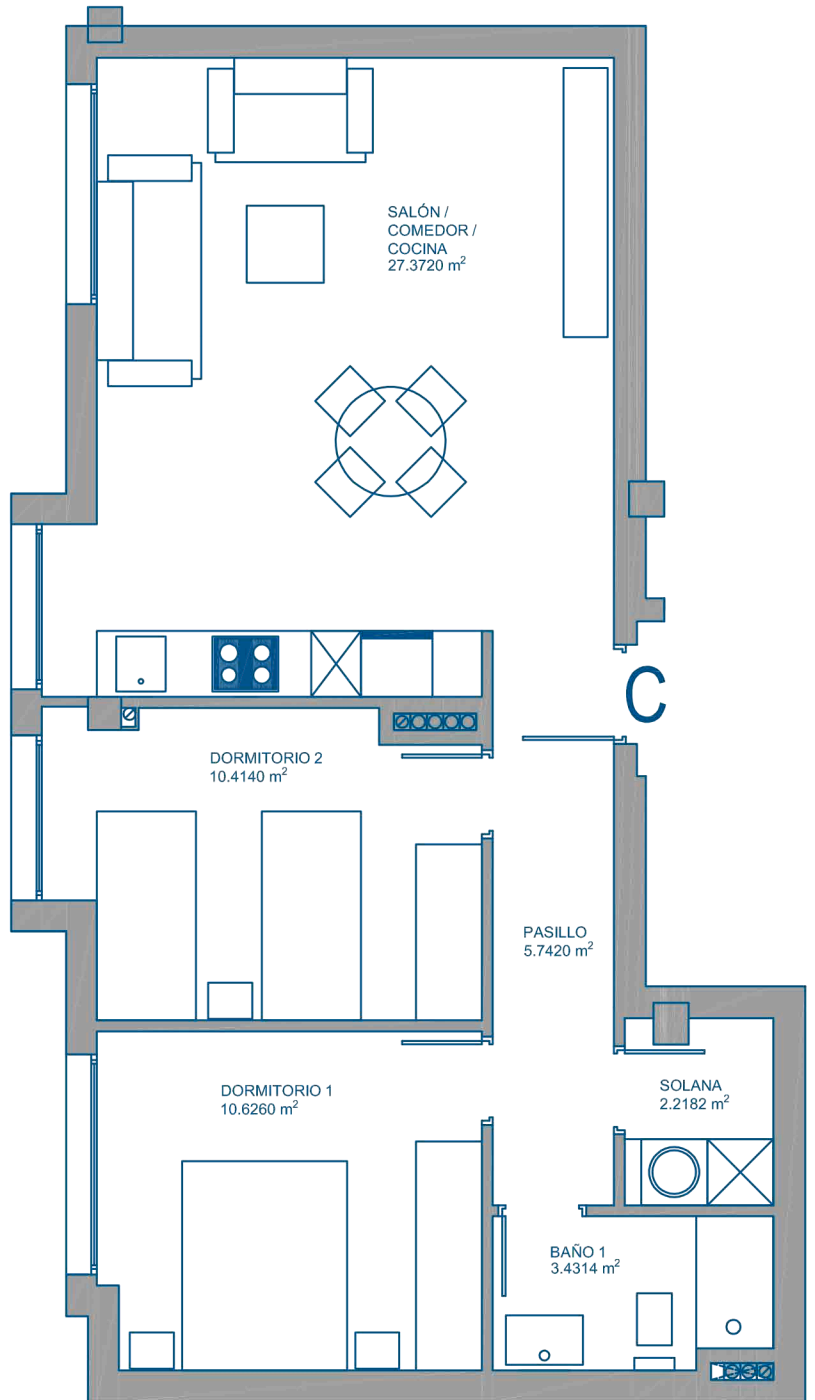 SALÓN /
COMEDOR /
COCINA
27.3720 m²
C
DORMITORIO 2
10.4140 m²
PASILLO
5.7420 m²
DORMITORIO 1
10.6260 m²
SOLANA
2.2182 m²
BAÑO 1
3.4314 m²